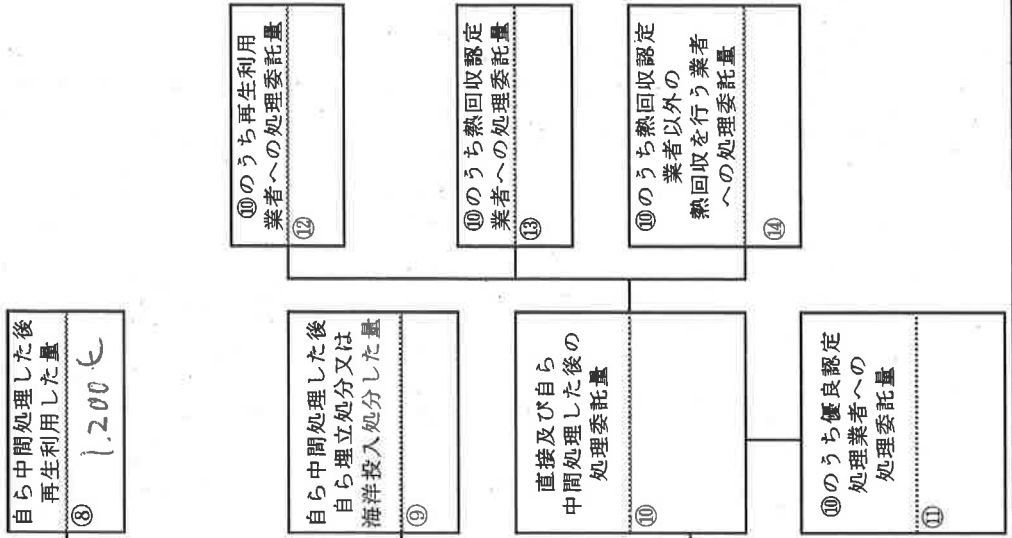 自ら中間処理した後
再生利用した量
⑧
1,200 t
自ら中間処理した後
自ら埋立処分又は
海洋投入処分した量
⑨
直接及び自ら
中間処理した後の
処理委託量
⑩
⑩のうち優良認定
処理業者への
処理委託量
⑪
⑩のうち再生利用
業者への処理委託量
⑫
⑩のうち熱回収認定
業者への処理委託量
⑬
⑩のうち熱回収認定
業者以外の
熱回収を行う業者
への処理委託量
⑭